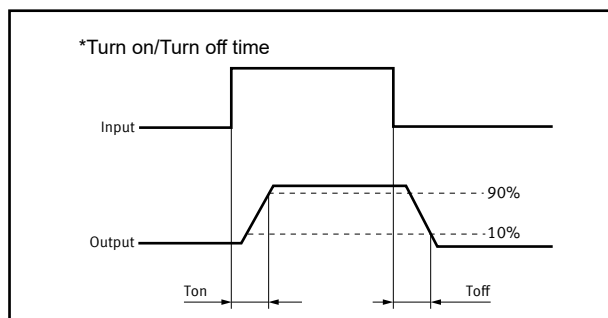 *Turn on/Turn off time
Input
90%
10%
Output
Ton
Toff